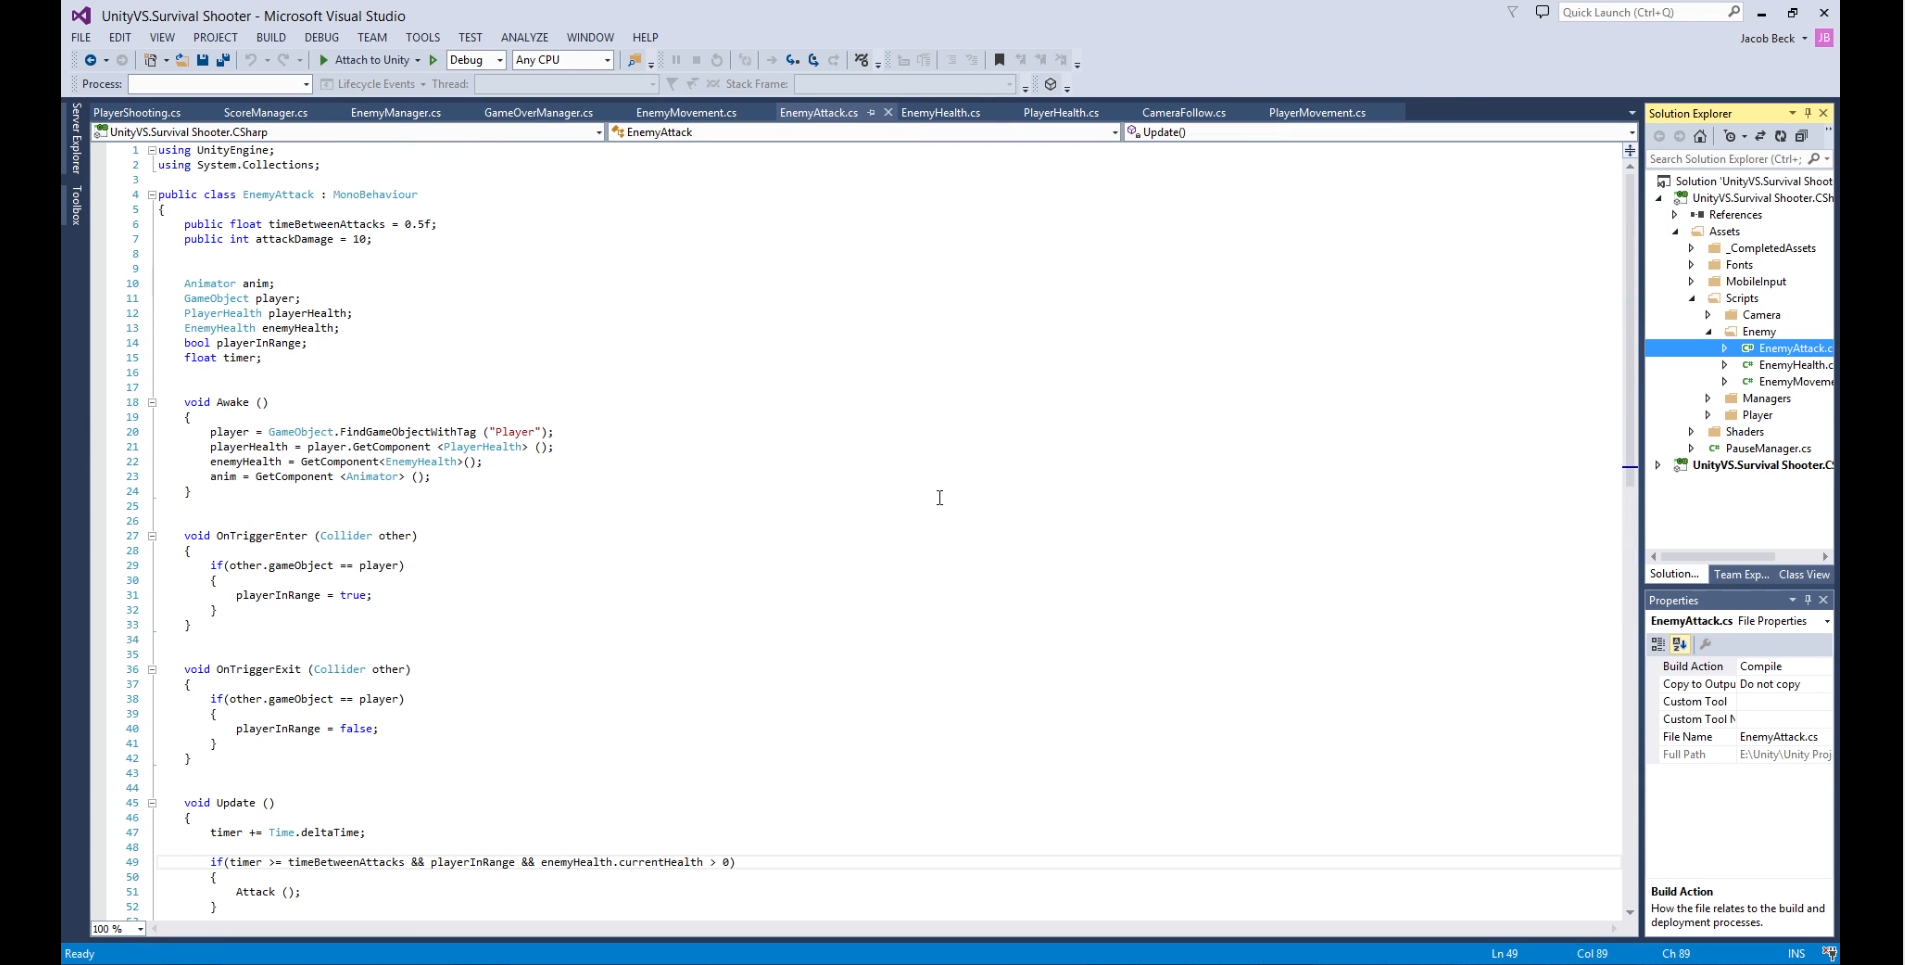 UnityVS.Survival Shooter - Microsoft Visual Studio
Quick Launch (Ctrl+Q)
FILE EDIT VIEW PROJECT BUILD DEBUG TEAM TOOLS TEST ANALYZE WINDOW HELP
Jacob Beck JB
Attach to Unity Debug Any CPU
Process: Lifecycle Events Thread: Stack Frame:
Server Explorer
Toolbox
PlayerShooting.cs ScoreManager.cs EnemyManager.cs GameOverManager.cs EnemyMovement.cs EnemyAttack.cs EnemyHealth.cs PlayerHealth.cs CameraFollow.cs PlayerMovement.cs
UnityVS.Survival Shooter.CSharp EnemyAttack Update()
1 using UnityEngine;
2 using System.Collections;
3
4 public class EnemyAttack : MonoBehaviour
5 {
6 public float timeBetweenAttacks = 0.5f;
7 public int attackDamage = 10;
8
9
10 Animator anim;
11 GameObject player;
12 PlayerHealth playerHealth;
13 EnemyHealth enemyHealth;
14 bool playerInRange;
15 float timer;
16
17
18 void Awake ()
19 {
20 player = GameObject.FindGameObjectWithTag ("Player");
21 playerHealth = player.GetComponent <PlayerHealth> ();
22 enemyHealth = GetComponent<EnemyHealth>();
23 anim = GetComponent <Animator> ();
24 }
25
26
27 void OnTriggerEnter (Collider other)
28 {
29 if(other.gameObject == player)
30 {
31 playerInRange = true;
32 }
33 }
34
35
36 void OnTriggerExit (Collider other)
37 {
38 if(other.gameObject == player)
39 {
40 playerInRange = false;
41 }
42 }
43
44
45 void Update ()
46 {
47 timer += Time.deltaTime;
48
49 if(timer >= timeBetweenAttacks && playerInRange && enemyHealth.currentHealth > 0)
50 {
51 Attack ();
52 }
100 %
Solution Explorer
Search Solution Explorer (Ctrl+;
Solution 'UnityVS.Survival Shoot
UnityVS.Survival Shooter.CSh
References
Assets
_CompletedAssets
Fonts
MobileInput
Scripts
Camera
Enemy
EnemyAttack.c
EnemyHealth.c
EnemyMoveme
Managers
Player
Shaders
PauseManager.cs
UnityVS.Survival Shooter.CS
Solution... Team Exp... Class View
Properties
EnemyAttack.cs File Properties
Build Action Compile
Copy to Outpu Do not copy
Custom Tool
Custom Tool N
File Name EnemyAttack.cs
Full Path E:\Unity\Unity Proj
Build Action
How the file relates to the build and
deployment processes.
Ready Ln 49 Col 89 Ch 89 INS